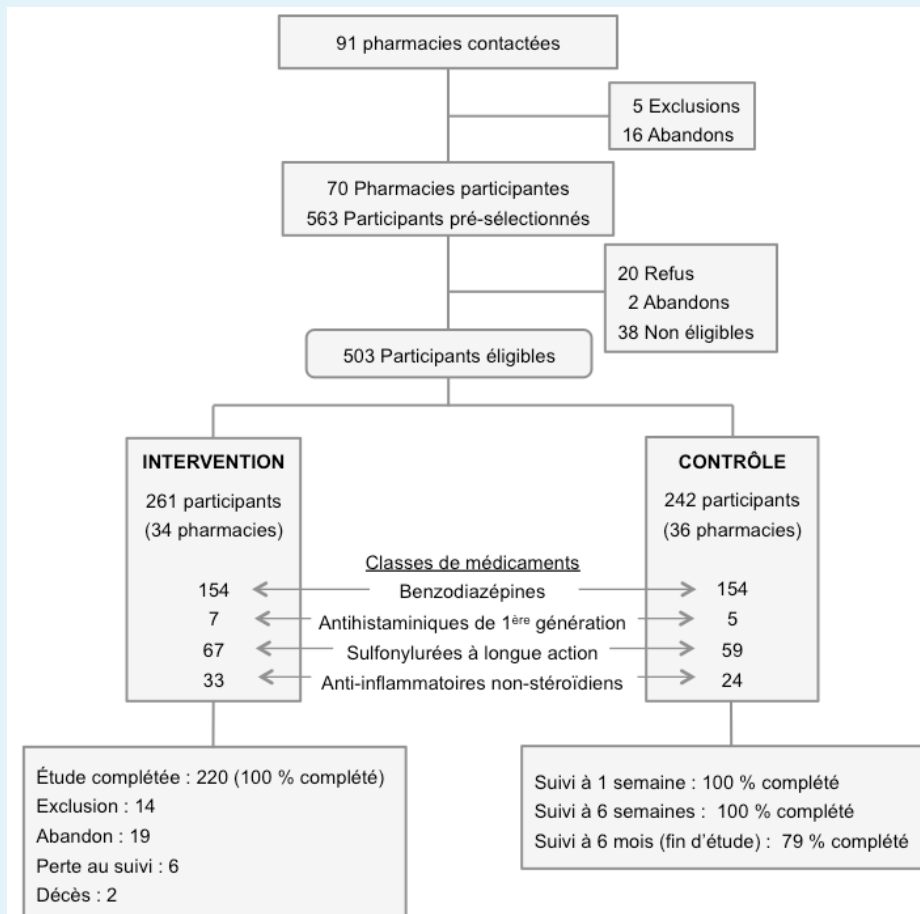 91 pharmacies contactées
5 Exclusions
16 Abandons
70 Pharmacies participantes
563 Participants pré-sélectionnés
20 Refus
2 Abandons
38 Non éligibles
503 Participants éligibles
INTERVENTION
261 participants
(34 pharmacies)
CONTRÔLE
242 participants
(36 pharmacies)
Classes de médicaments
154 Benzodiazépines 154
7 Antihistaminiques de 1ère génération 5
67 Sulfonylurées à longue action 59
33 Anti-inflammatoires non-stéroïdiens 24
Étude complétée : 220 (100 % complété)
Exclusion : 14
Abandon : 19
Perte au suivi : 6
Décès : 2
Suivi à 1 semaine : 100 % complété
Suivi à 6 semaines : 100 % complété
Suivi à 6 mois (fin d'étude) : 79 % complété